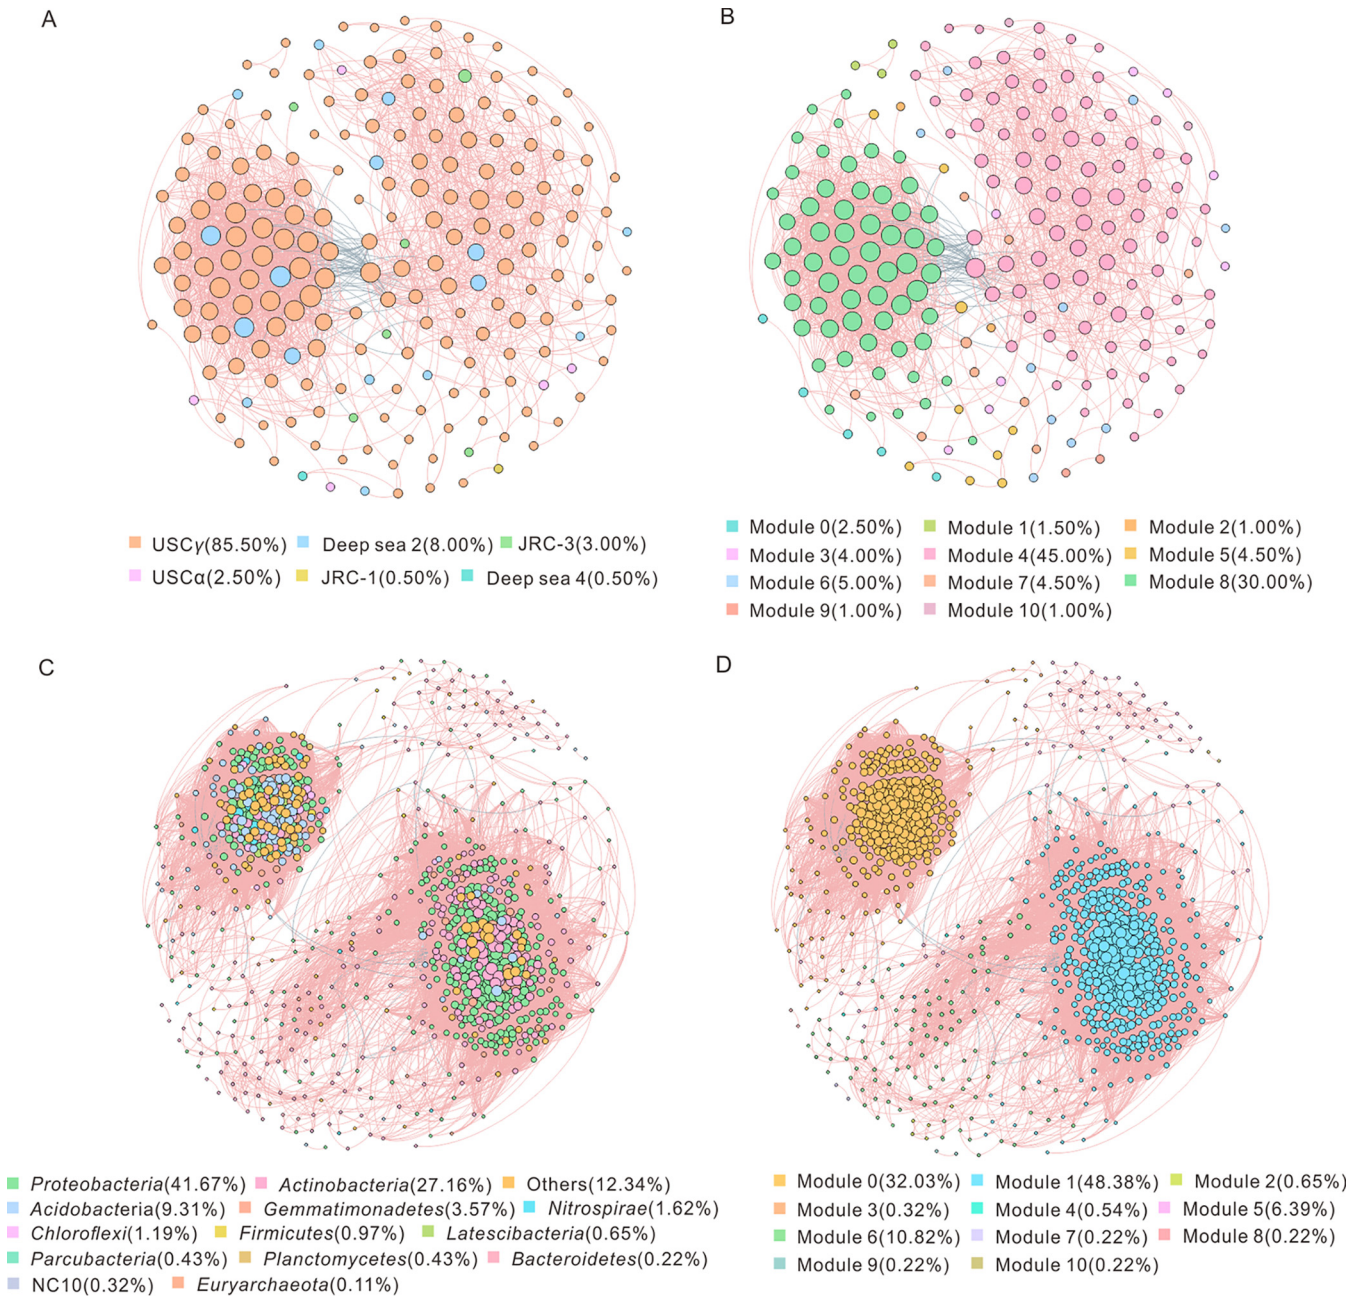 A
B
USCγ(85.50%) Deep sea 2(8.00%) JRC-3(3.00%)
USCα(2.50%) JRC-1(0.50%) Deep sea 4(0.50%)
Module 0(2.50%) Module 1(1.50%) Module 2(1.00%)
Module 3(4.00%) Module 4(45.00%) Module 5(4.50%)
Module 6(5.00%) Module 7(4.50%) Module 8(30.00%)
Module 9(1.00%) Module 10(1.00%)
C
D
Proteobacteria(41.67%) Actinobacteria(27.16%) Others(12.34%)
Acidobacteria(9.31%) Gemmatimonadetes(3.57%) Nitrospirae(1.62%)
Chloroflexi(1.19%) Firmicutes(0.97%) Latescibacteria(0.65%)
Parcubacteria(0.43%) Planctomycetes(0.43%) Bacteroidetes(0.22%)
NC10(0.32%) Euryarchaeota(0.11%)
Module 0(32.03%) Module 1(48.38%) Module 2(0.65%)
Module 3(0.32%) Module 4(0.54%) Module 5(6.39%)
Module 6(10.82%) Module 7(0.22%) Module 8(0.22%)
Module 9(0.22%) Module 10(0.22%)